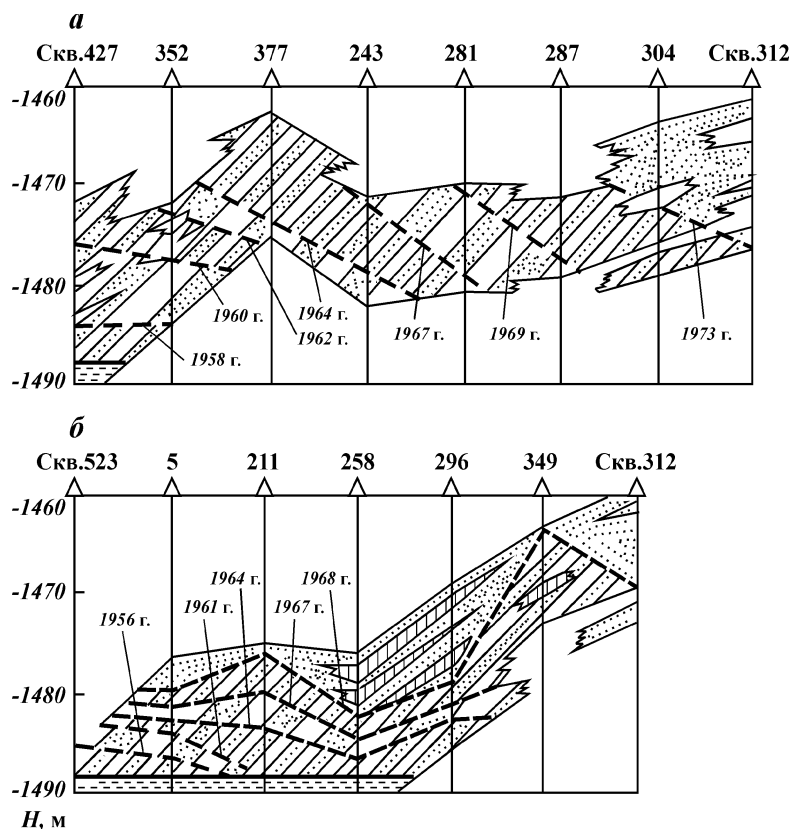 а
Скв.427 352 377 243 281 287 304 Скв.312
-1460
-1470
-1480
-1490
1960 г.
1964 г.
1962 г.
1958 г.
1967 г.
1969 г.
1973 г.
б
Скв.523 5 211 258 296 349 Скв.312
-1460
-1470
-1480
-1490
1964 г.
1968 г.
1956 г.
1961 г.
1967 г.
H, м